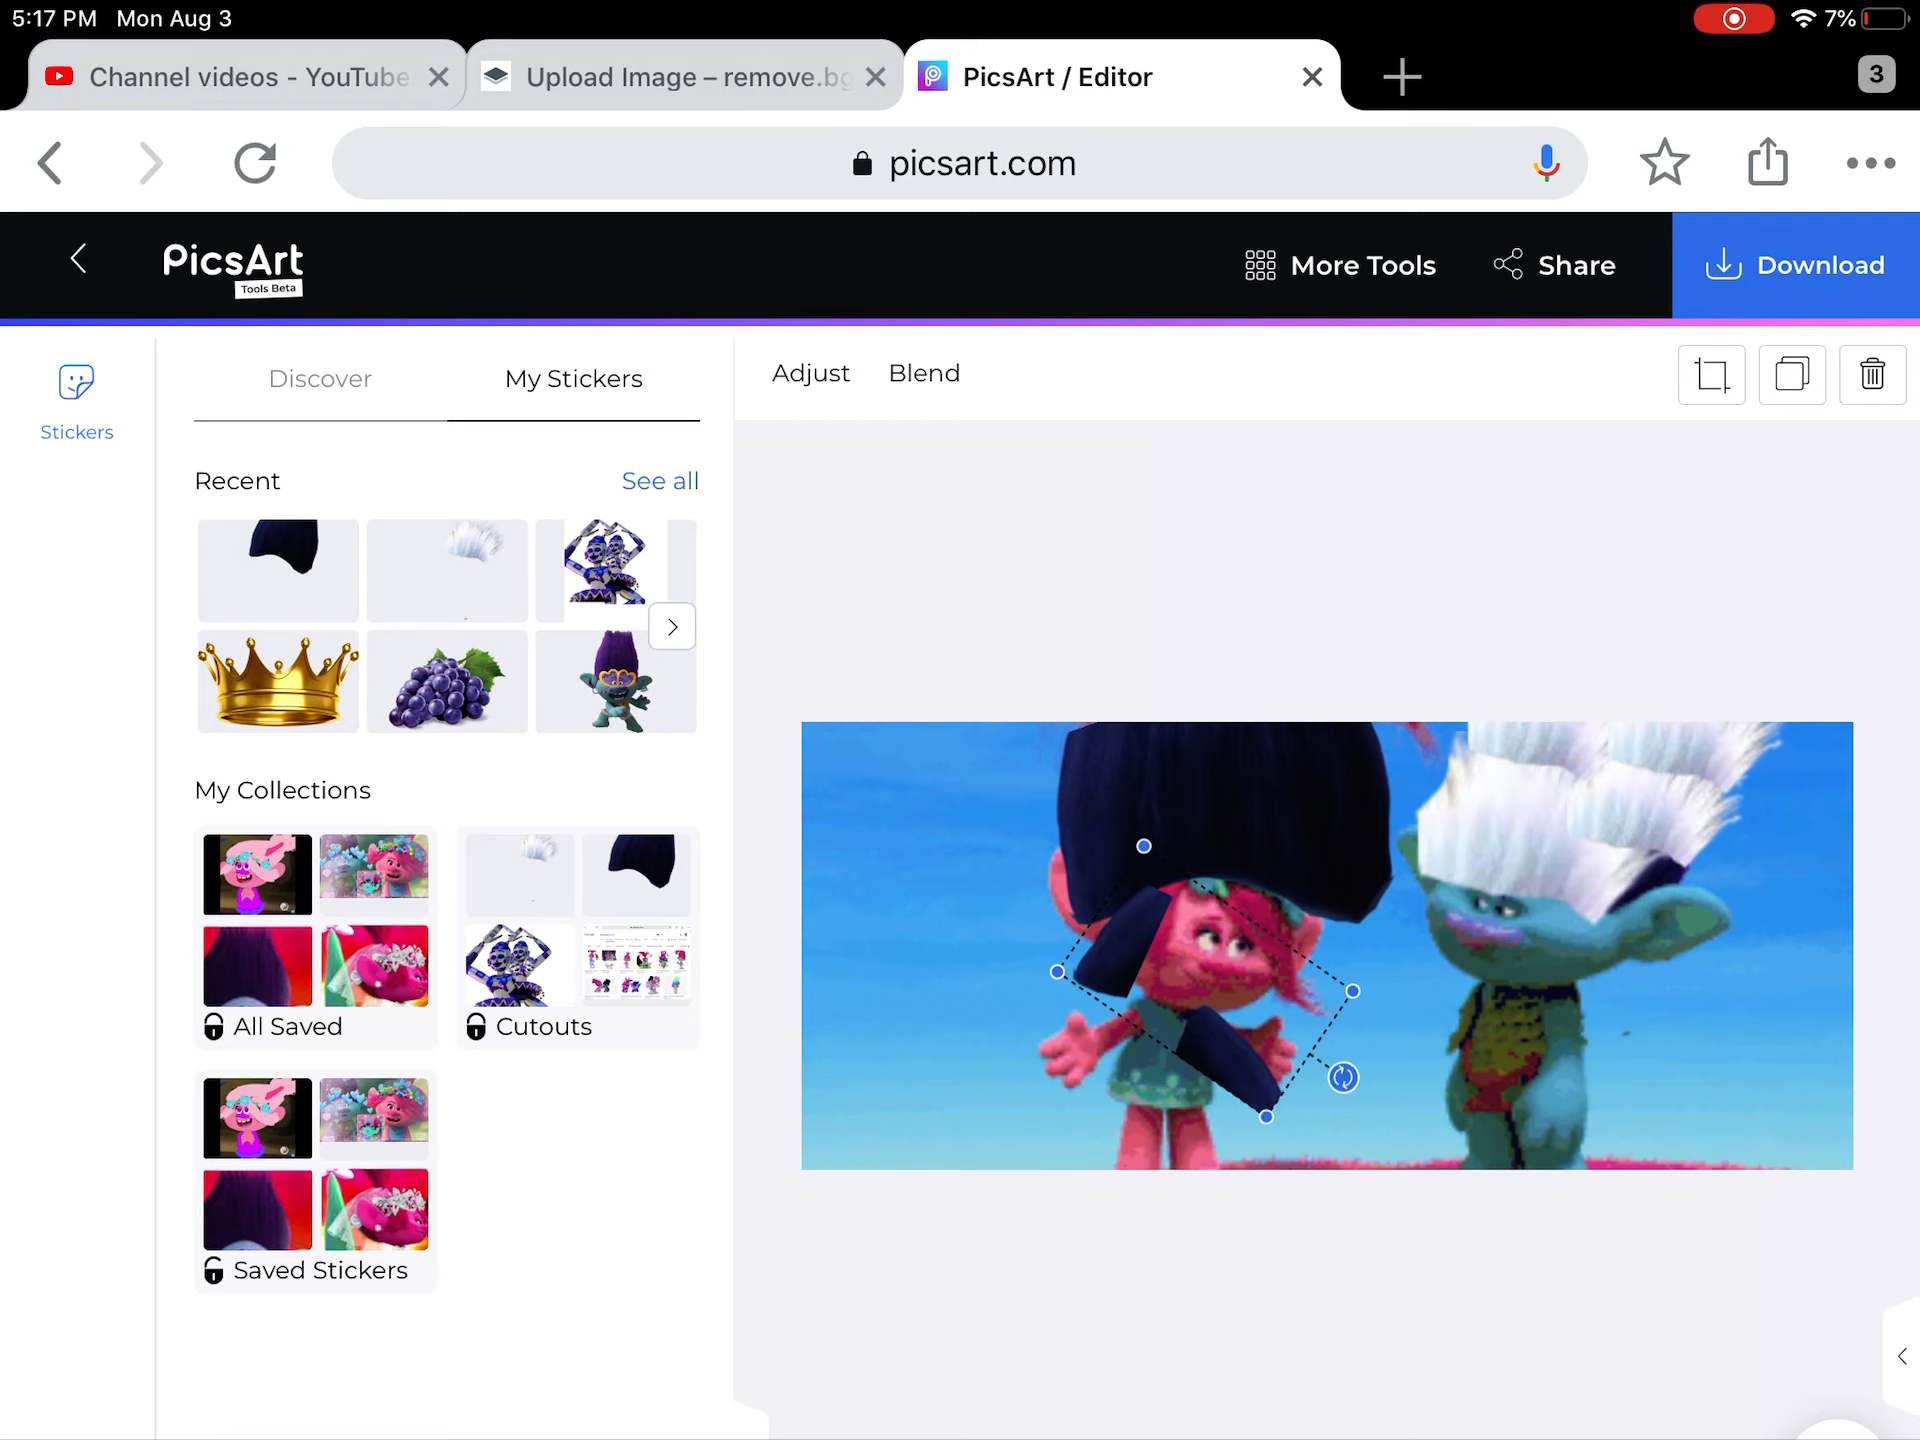 5:17 PM Mon Aug 3
7%
Channel videos - YouTube
Upload Image – remove.bg
PicsArt / Editor
3
picsart.com
PicsArt
Tools Beta
More Tools
Share
Download
Stickers
Discover
My Stickers
Adjust
Blend
Recent
See all
My Collections
All Saved
Cutouts
Saved Stickers